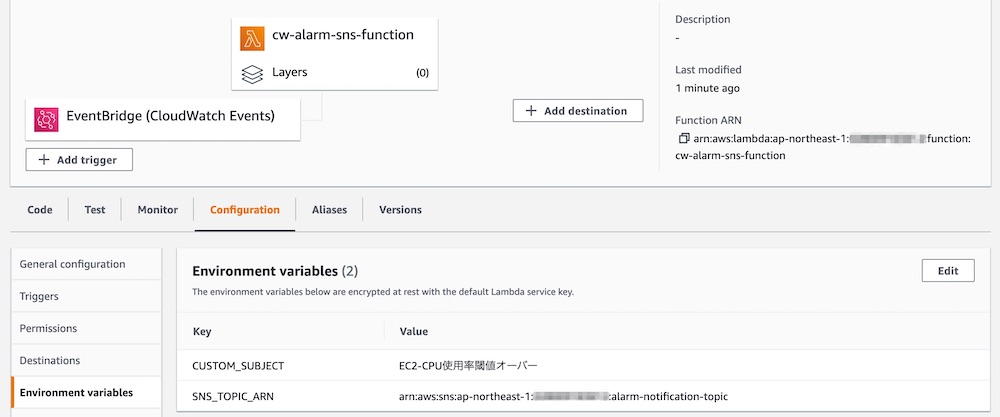 cw-alarm-sns-function
Layers
(0)
EventBridge (CloudWatch Events)
+ Add destination
+ Add trigger
Description
-
Last modified
1 minute ago
Function ARN
arn:aws:lambda:ap-northeast-1:
function:
cw-alarm-sns-function
Code
Test
Monitor
Configuration
Aliases
Versions
General configuration
Triggers
Permissions
Destinations
Environment variables
Environment variables (2)
Edit
The environment variables below are encrypted at rest with the default Lambda service key.
Key
Value
CUSTOM_SUBJECT
EC2-CPU使用率閾値オーバー
SNS_TOPIC_ARN
arn:aws:sns:ap-northeast-1:
:alarm-notification-topic